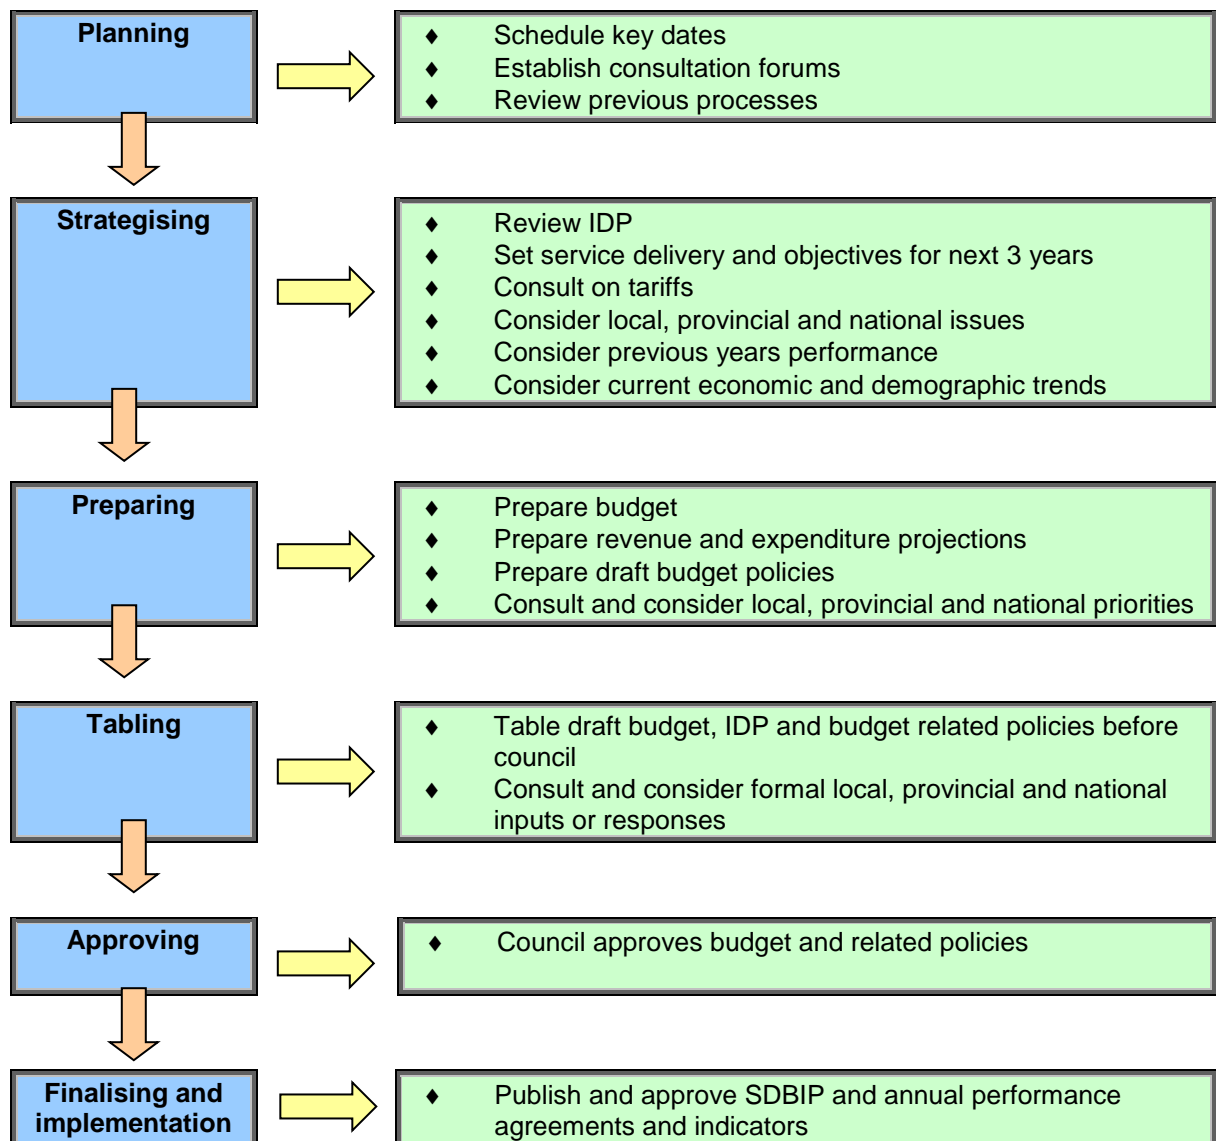 Planning
♦ Schedule key dates
♦ Establish consultation forums
♦ Review previous processes
Strategising
♦ Review IDP
♦ Set service delivery and objectives for next 3 years
♦ Consult on tariffs
♦ Consider local, provincial and national issues
♦ Consider previous years performance
♦ Consider current economic and demographic trends
Preparing
♦ Prepare budget
♦ Prepare revenue and expenditure projections
♦ Prepare draft budget policies
♦ Consult and consider local, provincial and national priorities
Tabling
♦ Table draft budget, IDP and budget related policies before
council
♦ Consult and consider formal local, provincial and national
inputs or responses
Approving
♦ Council approves budget and related policies
Finalising and
implementation
♦ Publish and approve SDBIP and annual performance
agreements and indicators